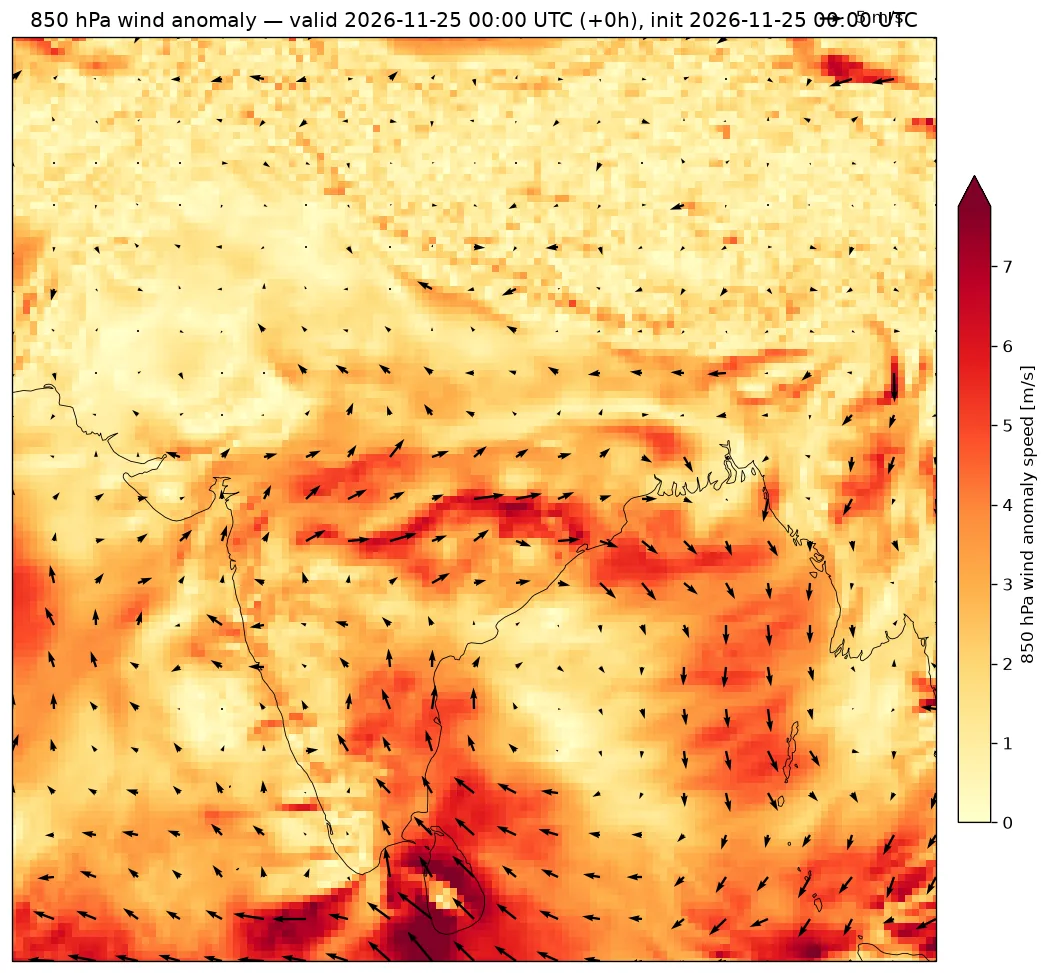 850 hPa wind anomaly — valid 2026-11-25 00:00 UTC (+0h), init 2026-11-25 00:00 UTC
5 m/s
7
6
5
4
3
2
1
0
850 hPa wind anomaly speed [m/s]